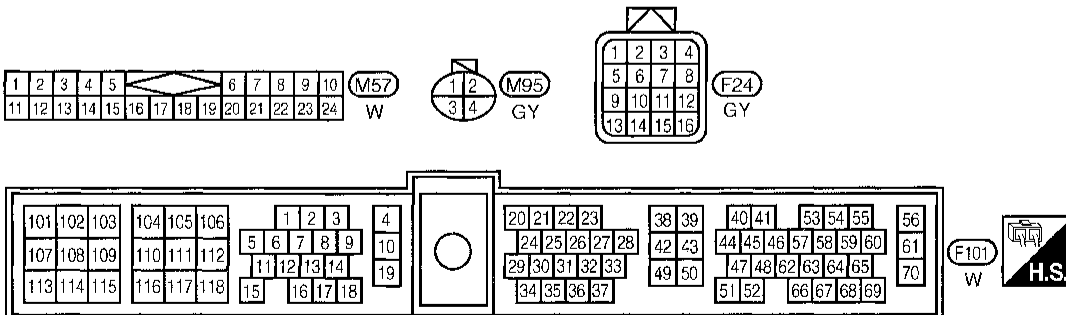 1 2 3 4
1 2 3 4 5 6 7 8 9 10 M57 1 2 M95 5 6 7 8 F24
11 12 13 14 15 16 17 18 19 20 21 22 23 24 W 3 4 GY 9 10 11 12 GY
13 14 15 16
101 102 103 104 105 106 1 2 3 4 20 21 22 23 38 39 40 41 53 54 55 56
5 6 7 8 9 10 24 25 26 27 28 42 43 44 45 46 57 58 59 60 61
107 108 109 110 111 112 11 12 13 14 19 29 30 31 32 33 49 50 47 48 62 63 64 65 70 F101
113 114 115 116 117 118 15 16 17 18 34 35 36 37 51 52 66 67 68 69 W H.S.